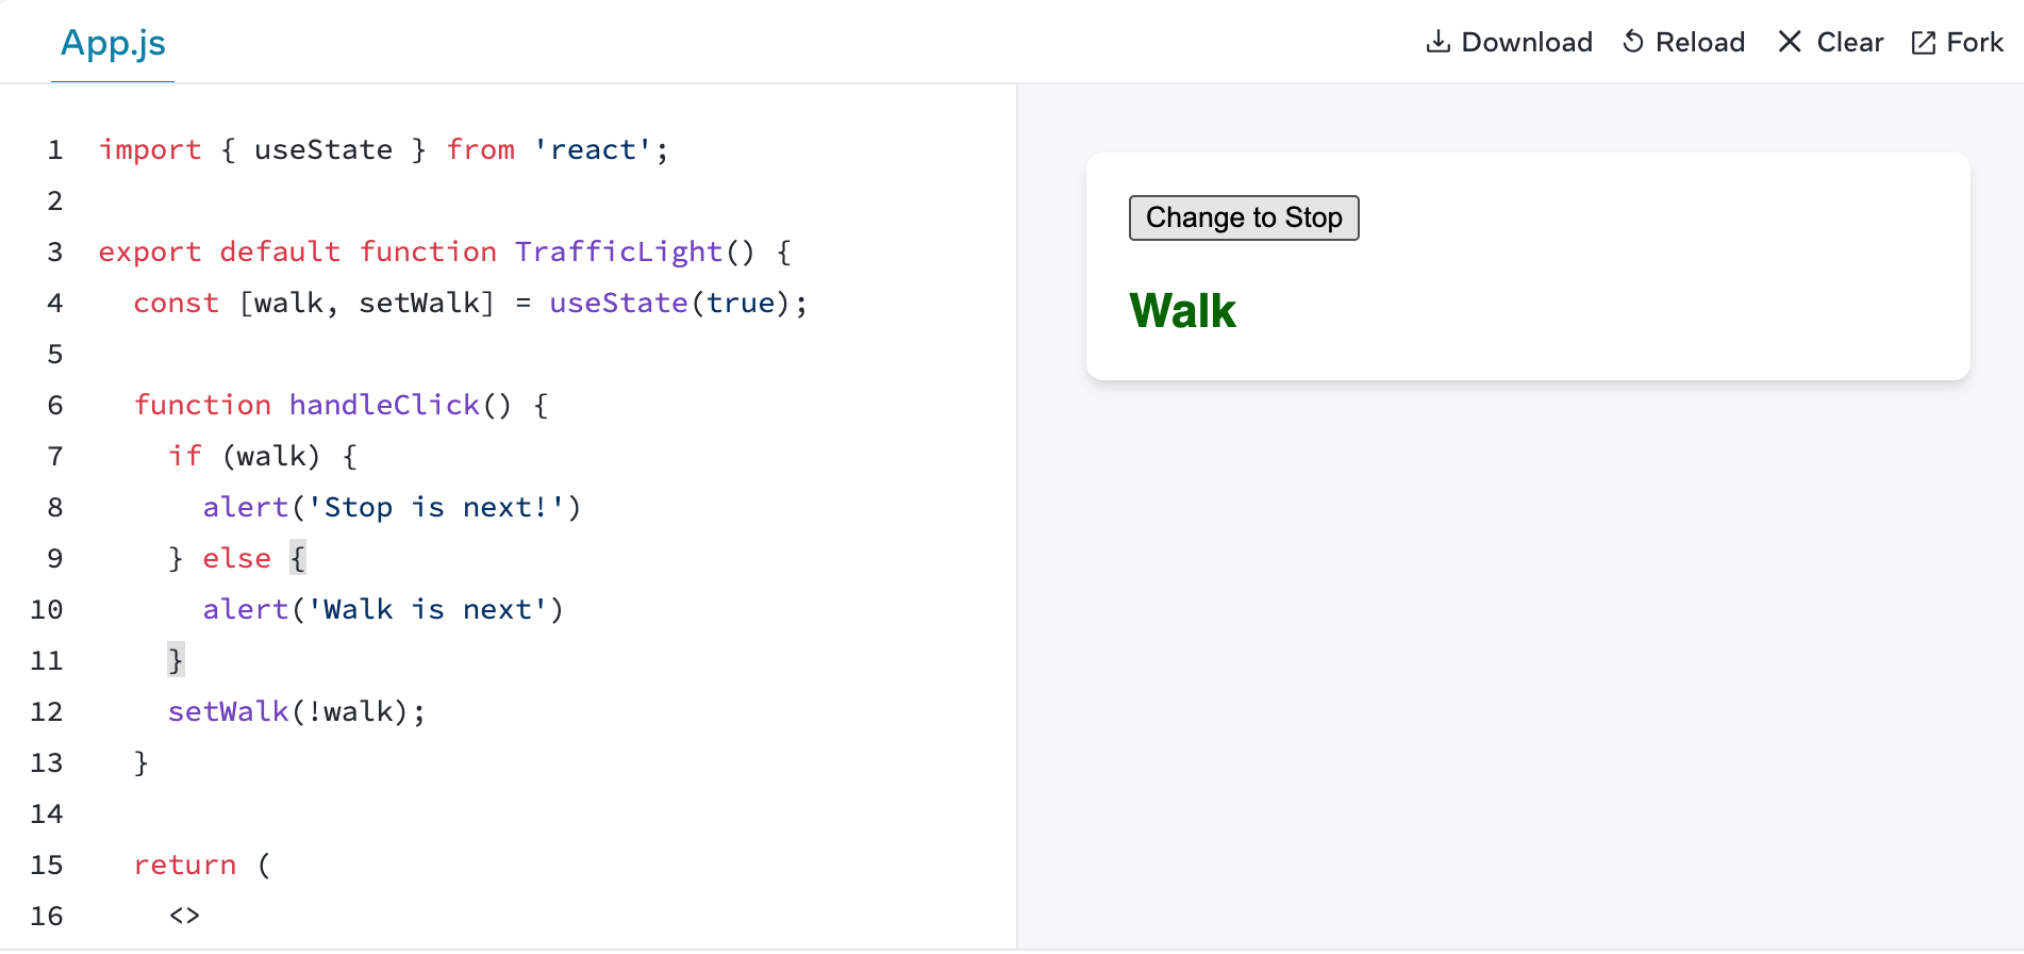 App.js
Download Reload Clear Fork
1 import { useState } from 'react';
2
3 export default function TrafficLight() {
4 const [walk, setWalk] = useState(true);
5
6 function handleClick() {
7 if (walk) {
8 alert('Stop is next!')
9 } else {
10 alert('Walk is next')
11 }
12 setWalk(!walk);
13 }
14
15 return (
16 <>
Change to Stop
Walk